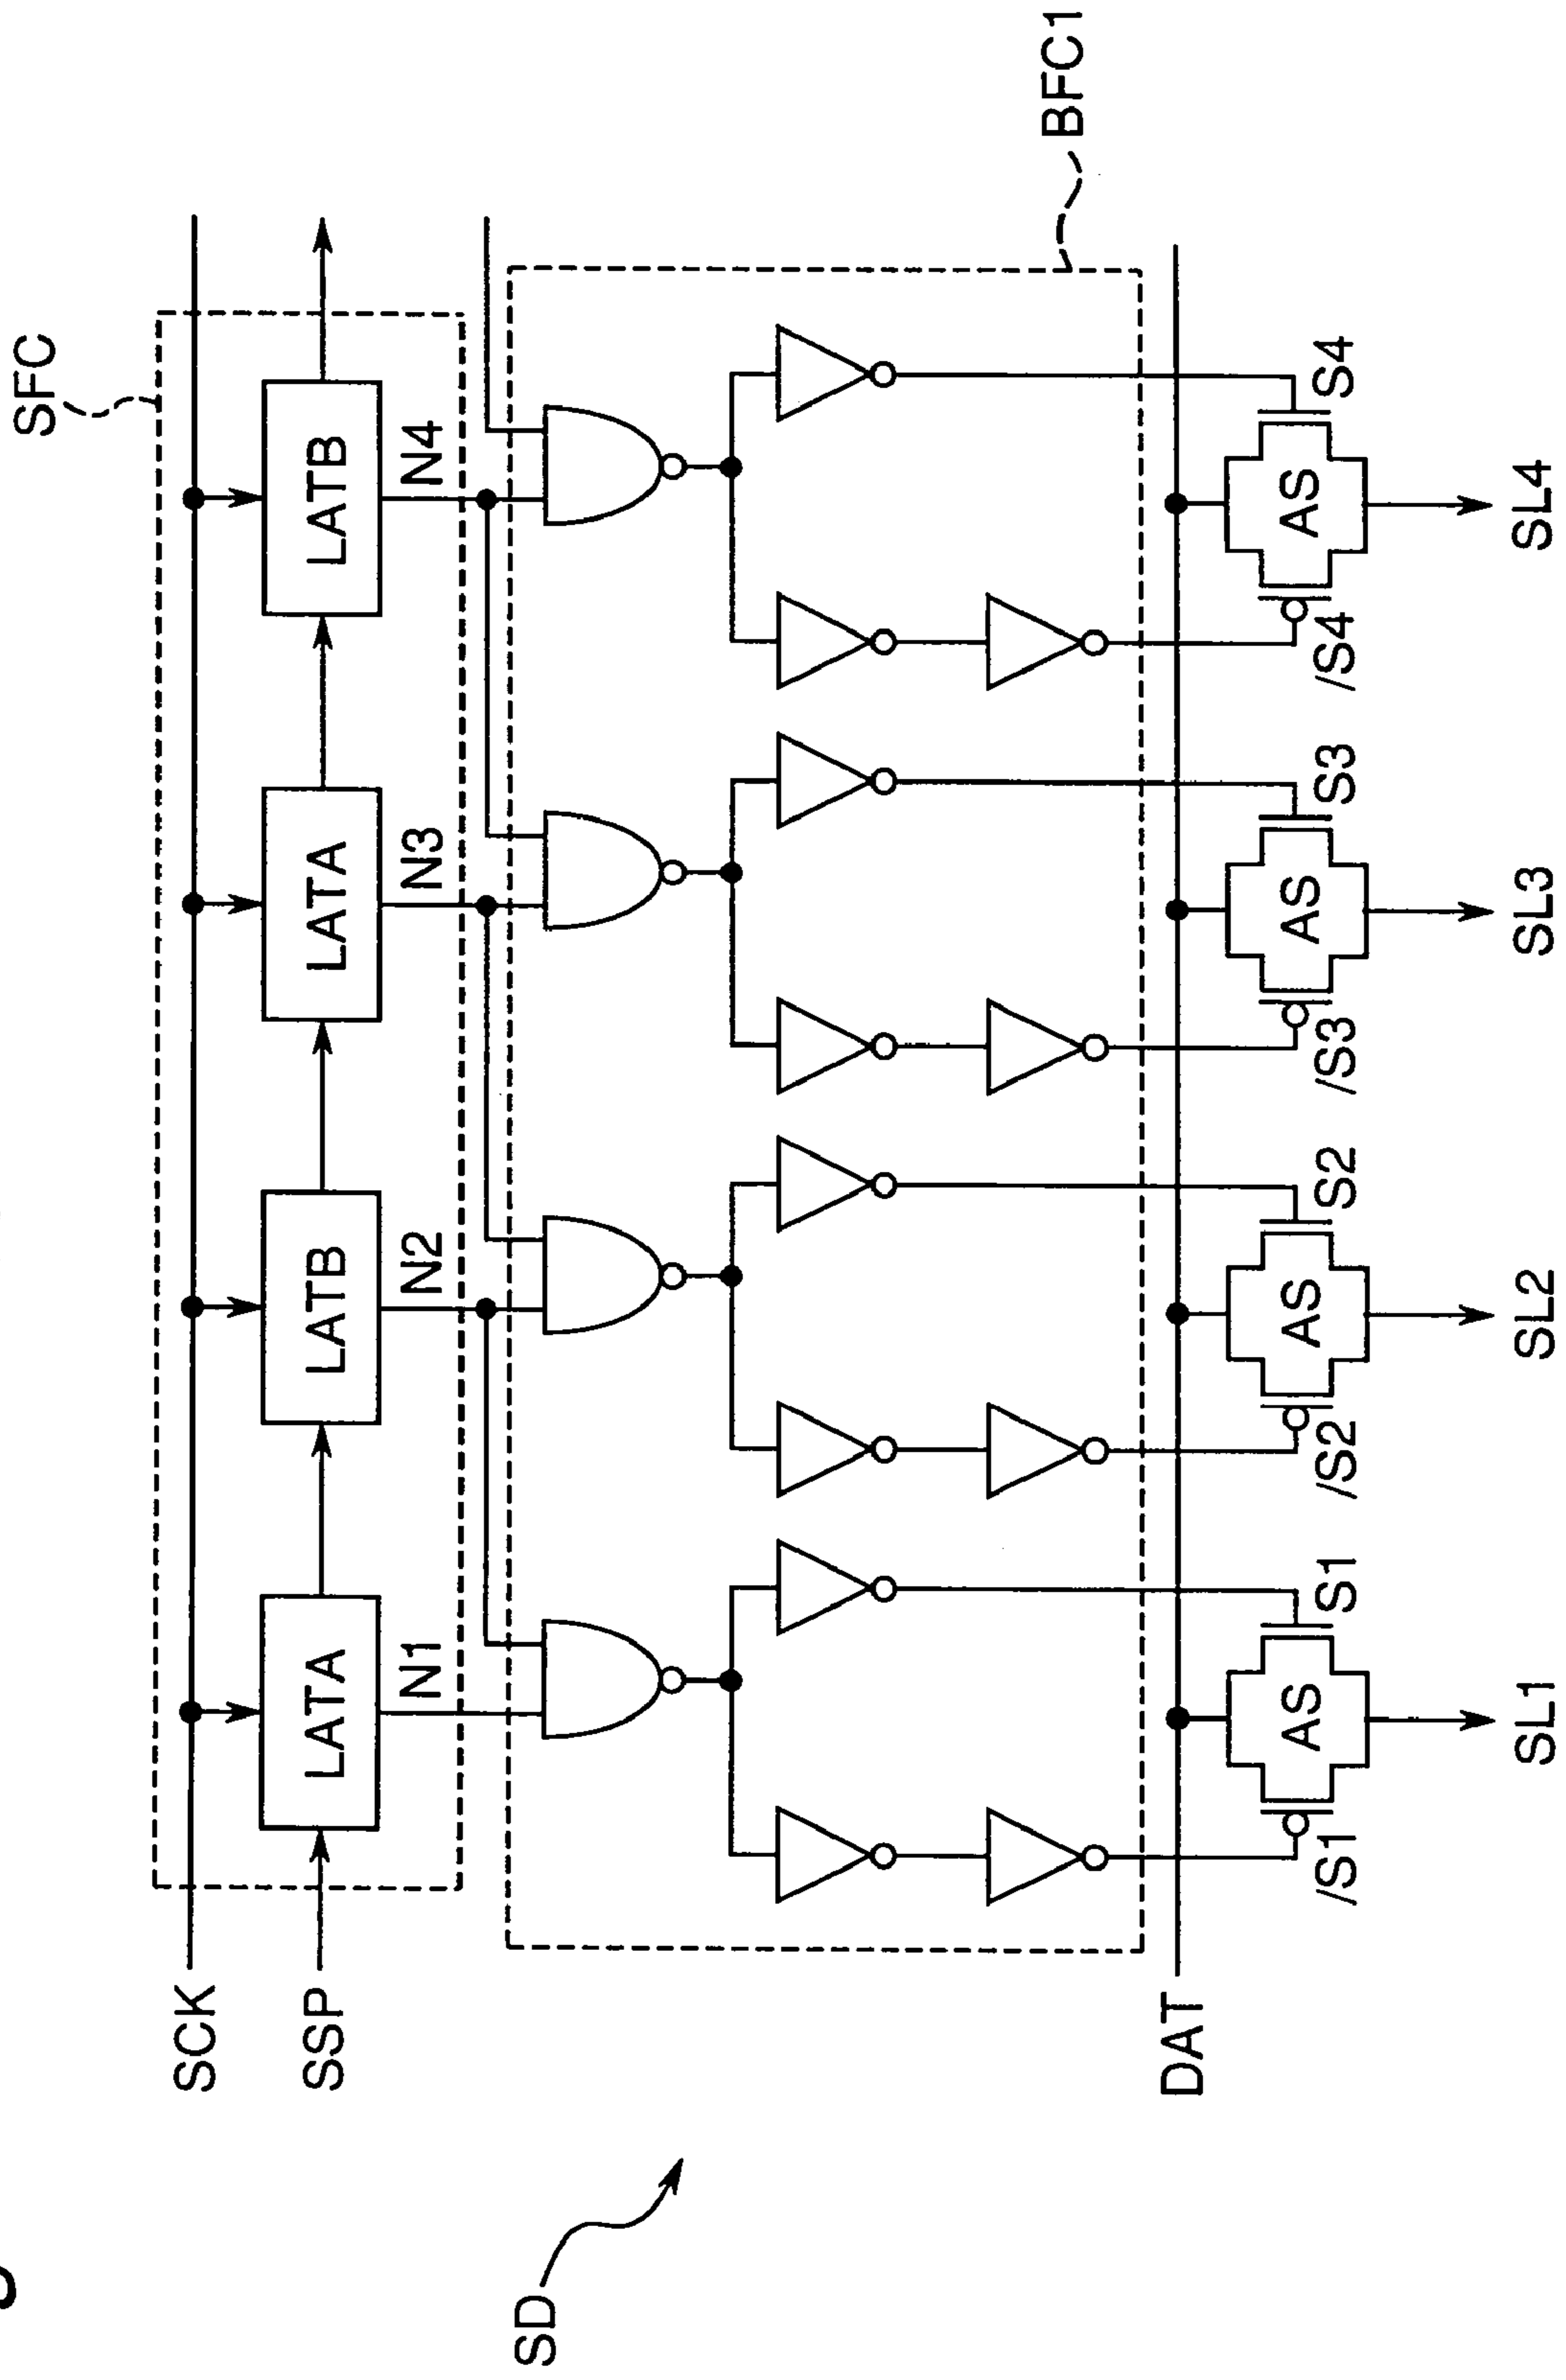 SFC
SCK
LATA
LATB
LATA
LATB
SSP
N1
N2
N3
N4
BFC1
SD
DAT
AS
AS
AS
AS
/S1
S1
/S2
S2
/S3
S3
/S4
S4
SL1
SL2
SL3
SL4